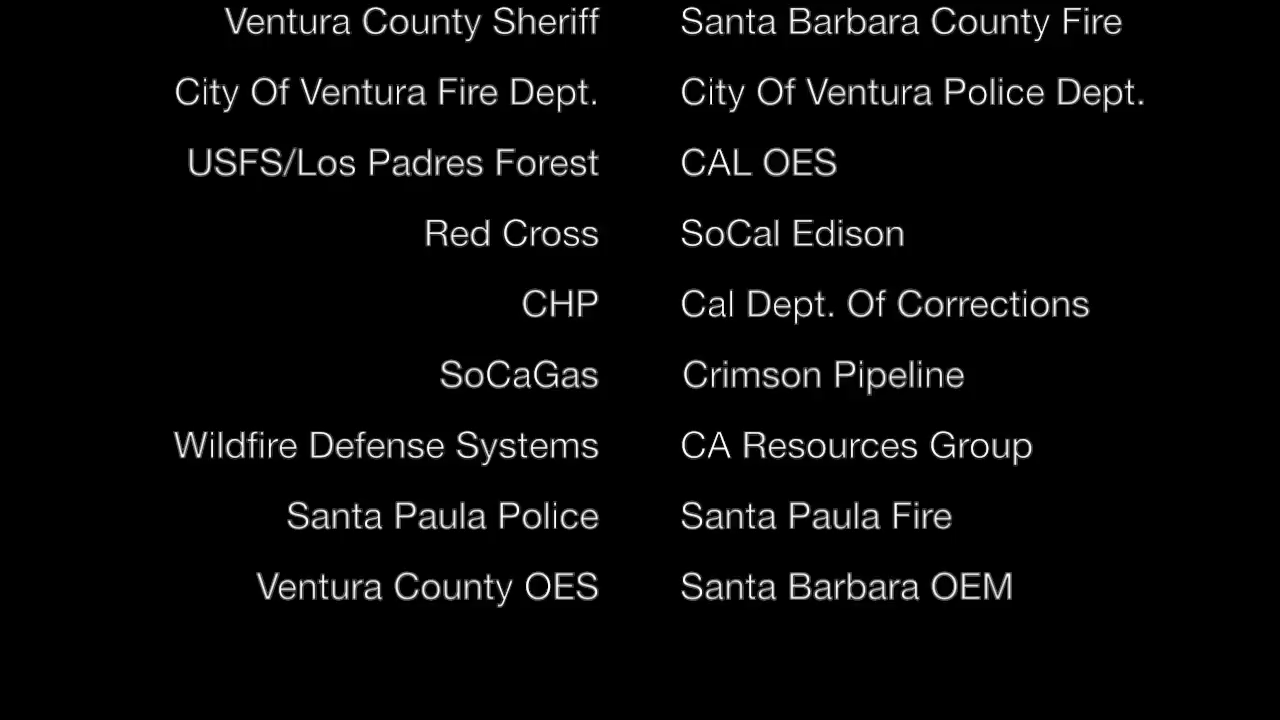 Ventura County Sheriff Santa Barbara County Fire
City Of Ventura Fire Dept. City Of Ventura Police Dept.
USFS/Los Padres Forest CAL OES
Red Cross SoCal Edison
CHP Cal Dept. Of Corrections
SoCaGas Crimson Pipeline
Wildfire Defense Systems CA Resources Group
Santa Paula Police Santa Paula Fire
Ventura County OES Santa Barbara OEM